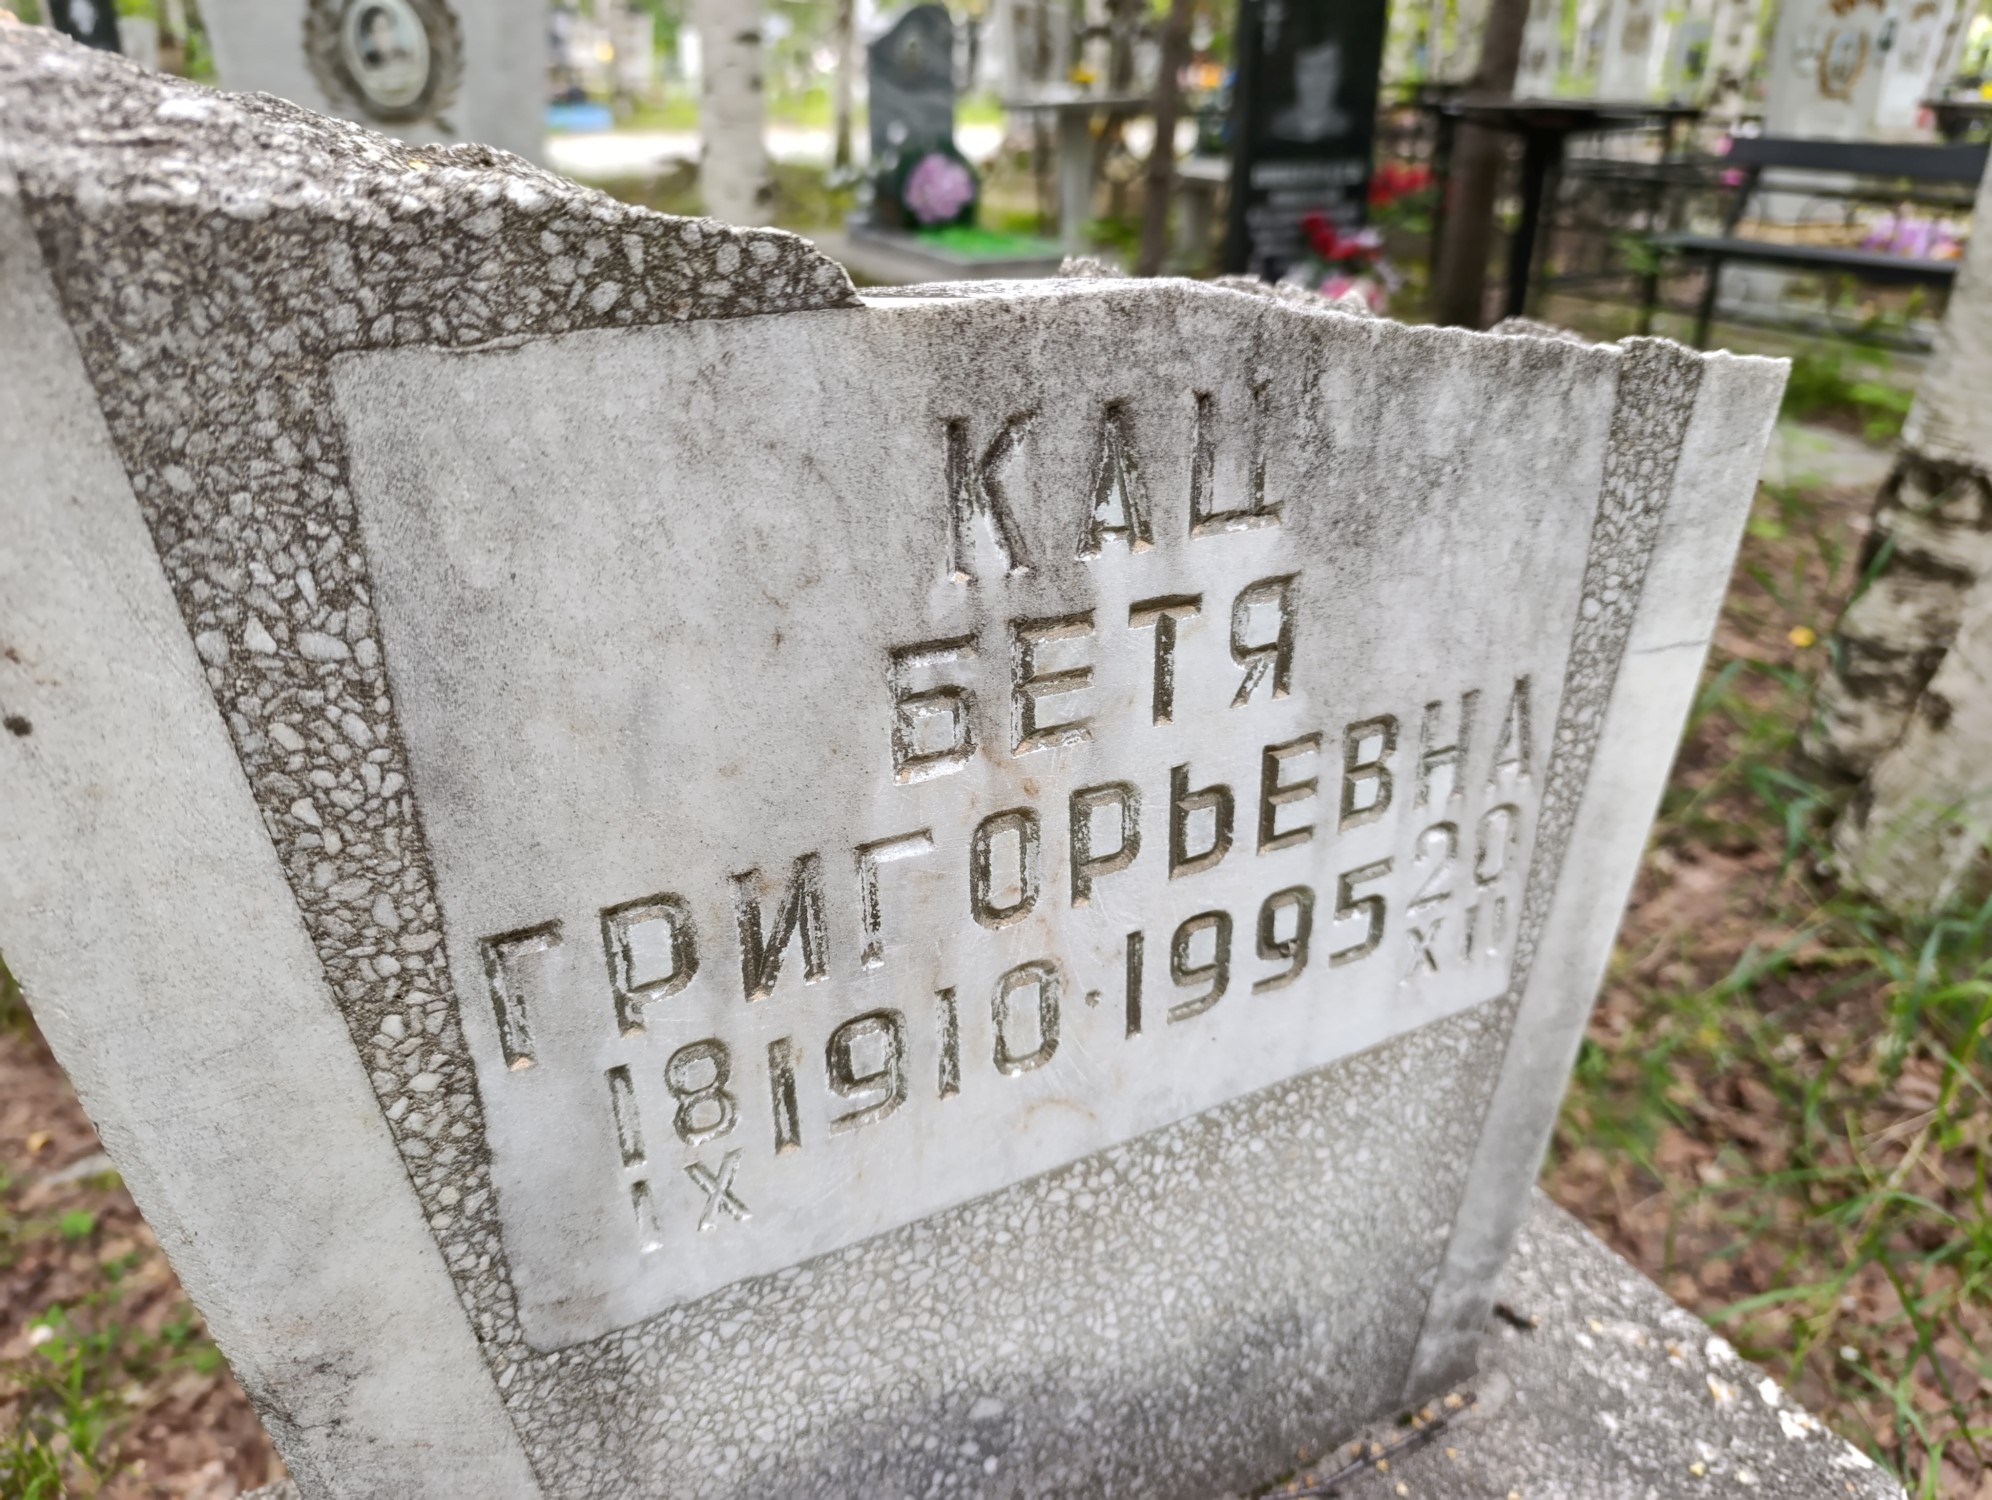 КАЦ
БЕТЯ
ГРИГОРЬЕВНА
18 IX 1910·1995 20 XII